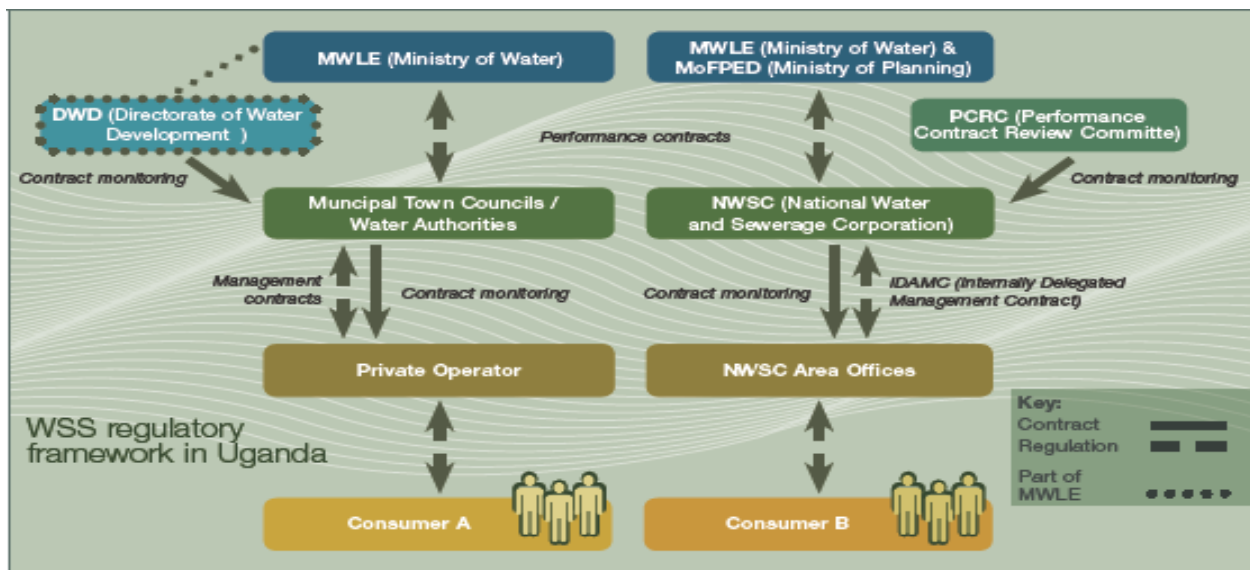 MWLE (Ministry of Water)
MWLE (Ministry of Water) &
MoFPED (Ministry of Planning)
DWD (Directorate of Water
Development )
PCRC (Performance
Contract Review Committe)
Performance contracts
Contract monitoring
Contract monitoring
Muncipal Town Councils /
Water Authorities
NWSC (National Water
and Sewerage Corporation)
Management
contracts
Contract monitoring
Contract monitoring
IDAMC (Internally Delegated
Management Contract)
Private Operator
NWSC Area Offices
WSS regulatory
framework in Uganda
Key:
Contract
Regulation
Part of
MWLE
Consumer A
Consumer B